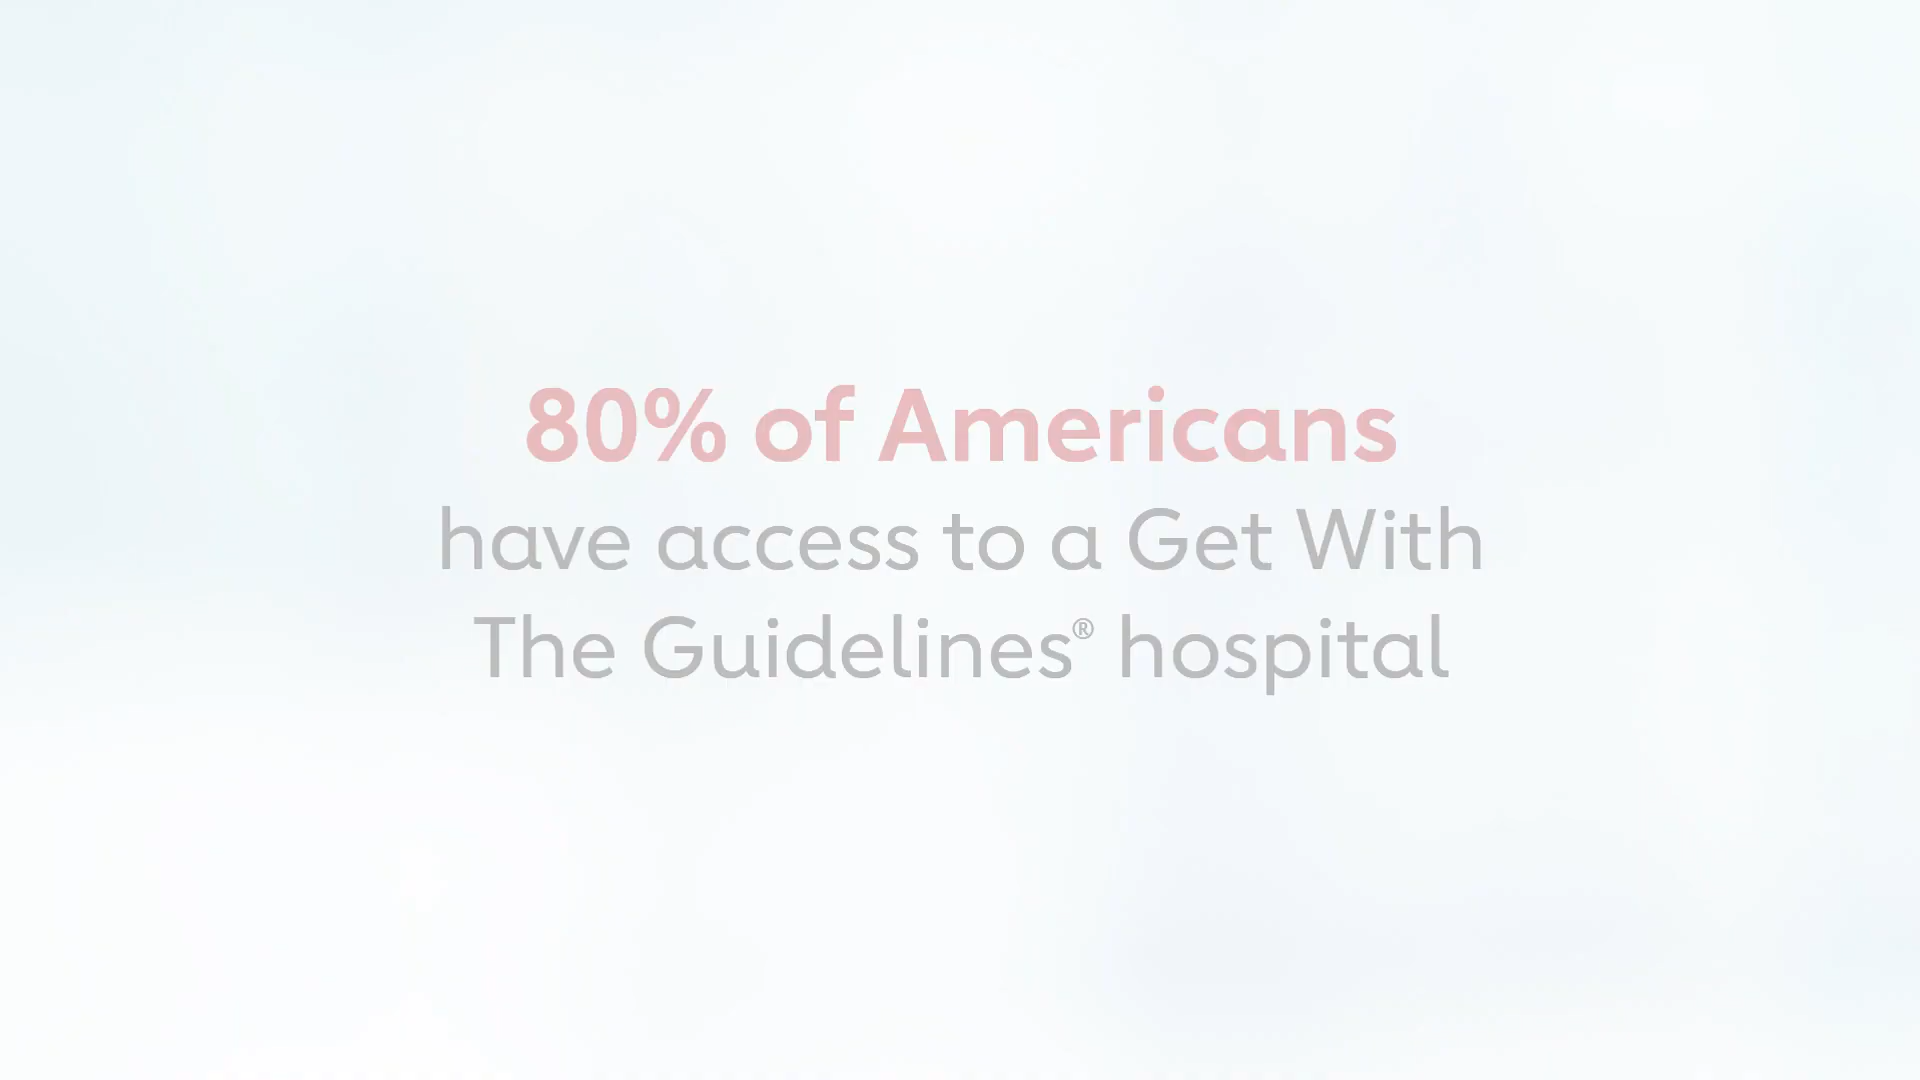 80% of Americans
have access to a Get With
The Guidelines® hospital